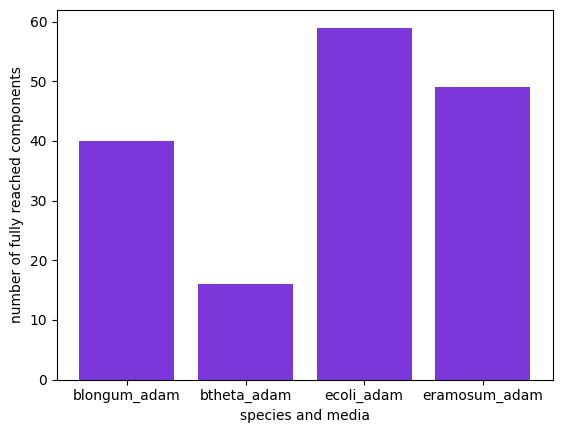 number of fully reached components
60
50
40
30
20
10
0
blongum_adam btheta_adam ecoli_adam eramosum_adam
species and media